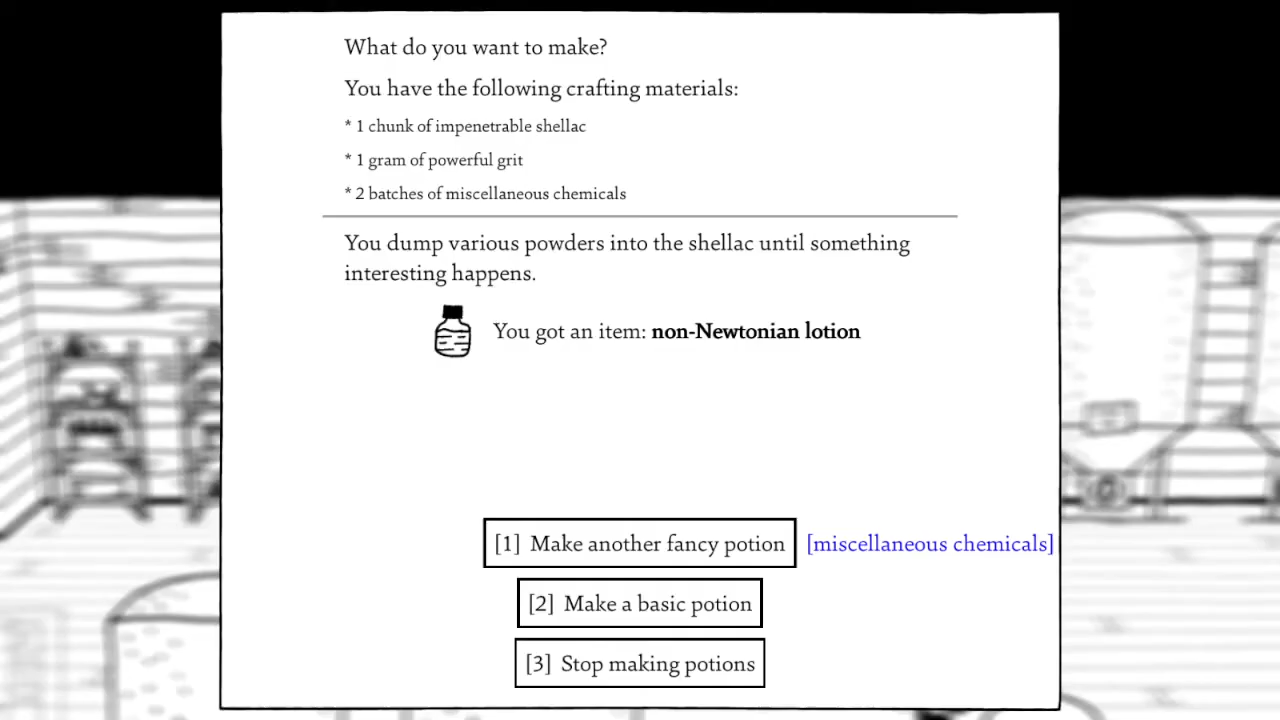 What do you want to make?
You have the following crafting materials:
* 1 chunk of impenetrable shellac
* 1 gram of powerful grit
* 2 batches of miscellaneous chemicals
You dump various powders into the shellac until something
interesting happens.
You got an item: non-Newtonian lotion
[1] Make another fancy potion [miscellaneous chemicals]
[2] Make a basic potion
[3] Stop making potions